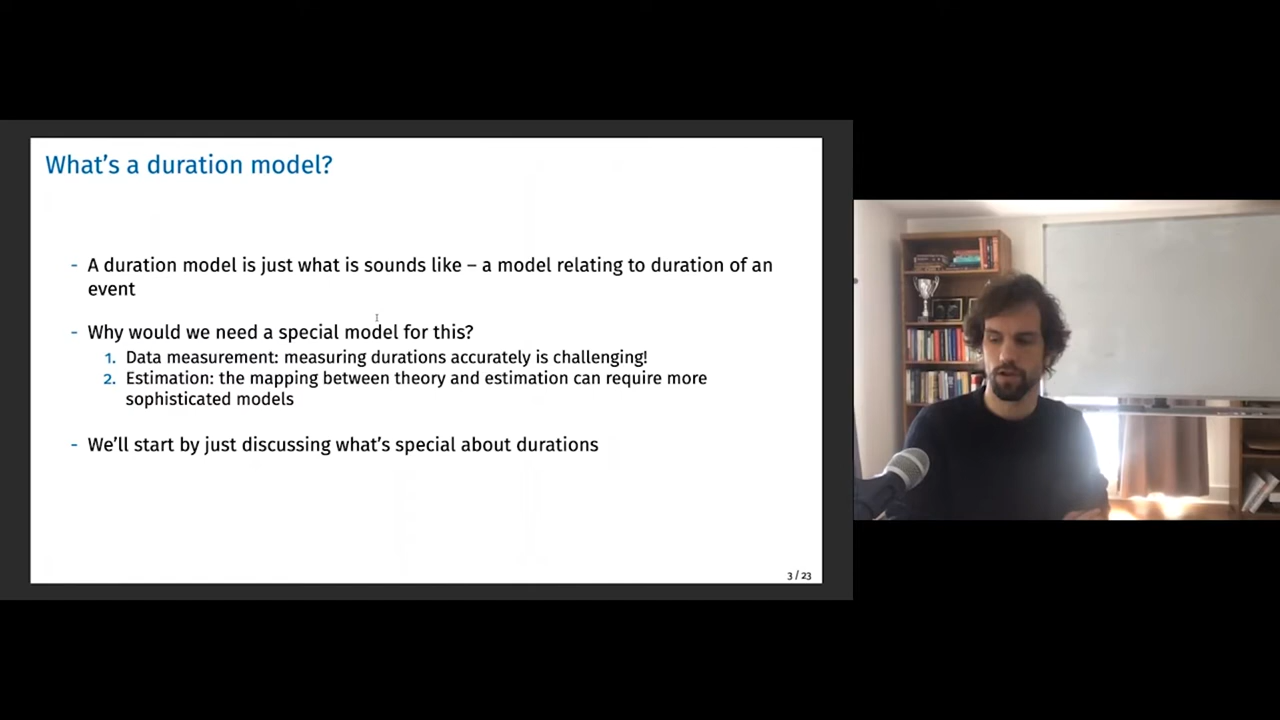 What's a duration model?
- A duration model is just what is sounds like – a model relating to duration of an
event
- Why would we need a special model for this?
1. Data measurement: measuring durations accurately is challenging!
2. Estimation: the mapping between theory and estimation can require more
sophisticated models
- We'll start by just discussing what's special about durations
3 / 23